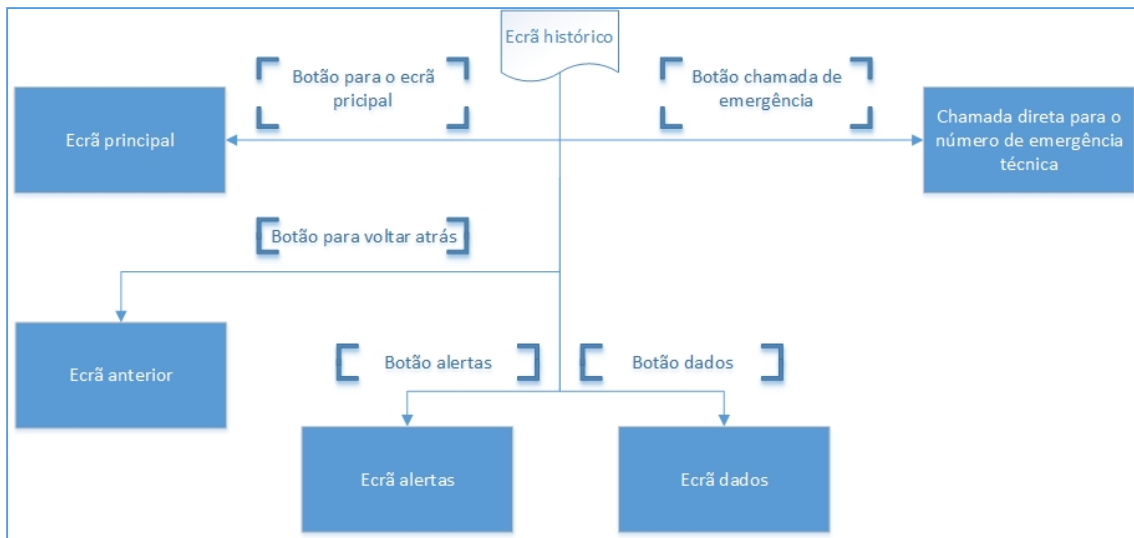 Ecrã histórico
Botão para o ecrã
pricipal
Botão chamada de
emergência
Ecrã principal
Chamada direta para o
número de emergência
técnica
Botão para voltar atrás
Ecrã anterior
Botão alertas
Botão dados
Ecrã alertas
Ecrã dados